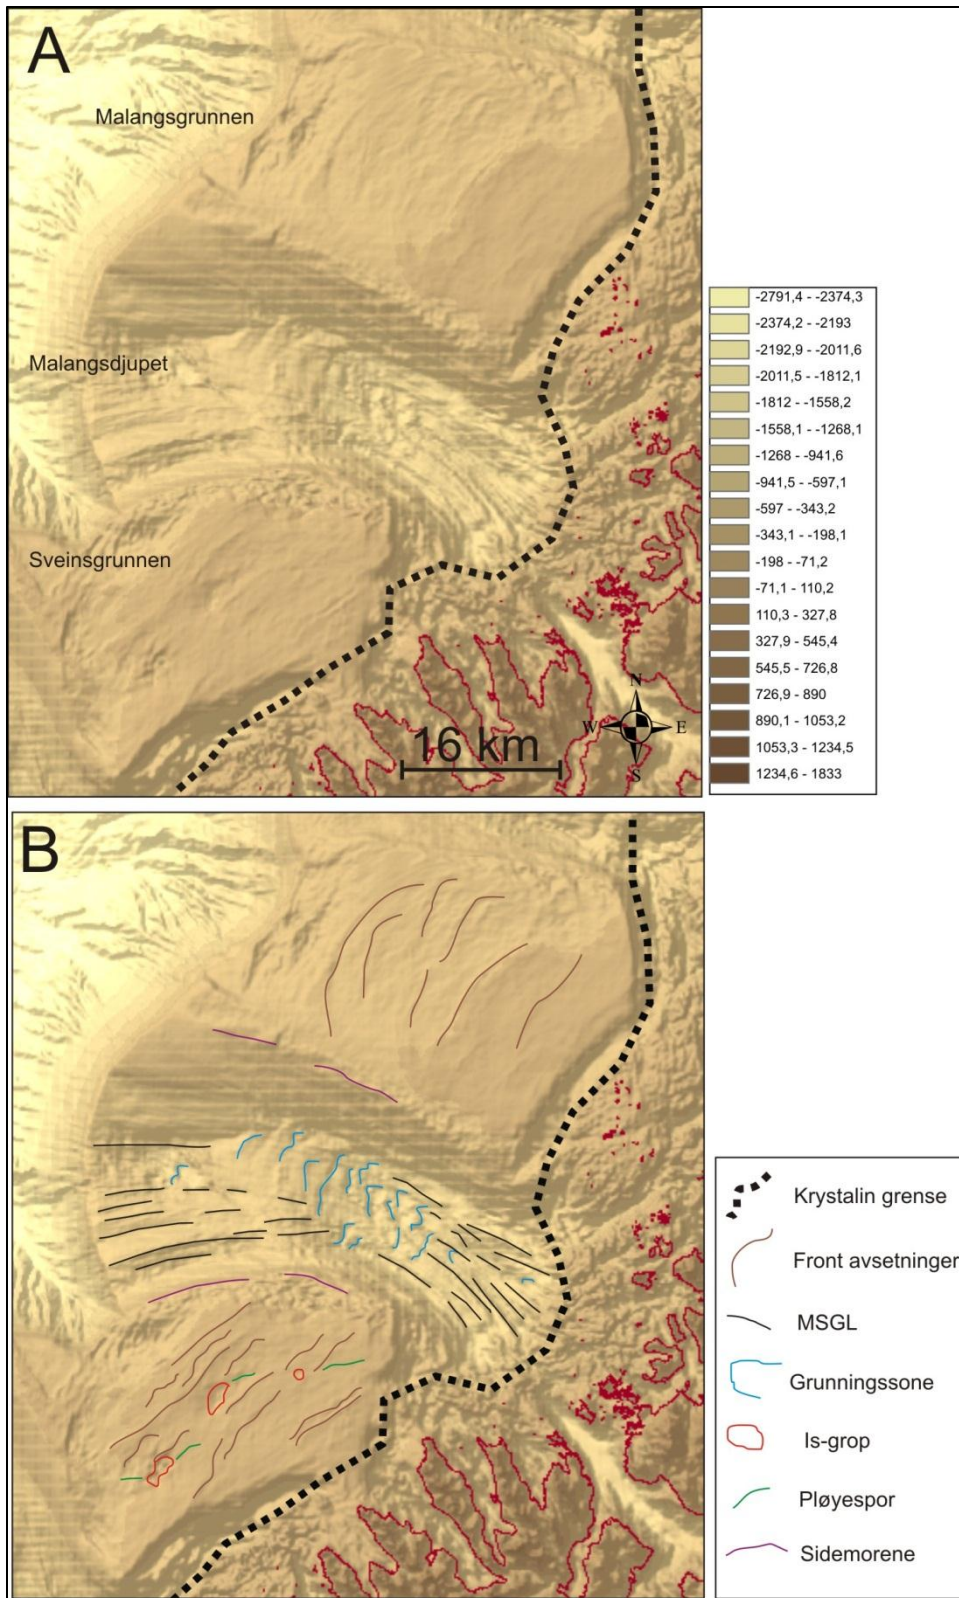 A
Malangsgrunnen
Malangsdjupet
Sveinsgrunnen
N
W E
S
16 km
-2791,4 - -2374,3
-2374,2 - -2193
-2192,9 - -2011,6
-2011,5 - -1812,1
-1812 - -1558,2
-1558,1 - -1268,1
-1268 - -941,6
-941,5 - -597,1
-597 - -343,2
-343,1 - -198,1
-198 - -71,2
-71,1 - 110,2
110,3 - 327,8
327,9 - 545,4
545,5 - 726,8
726,9 - 890
890,1 - 1053,2
1053,3 - 1234,5
1234,6 - 1833
B
Krystalin grense
Front avsetninger
MSGL
Grunningssone
Is-grop
Pløyespor
Sidemorene